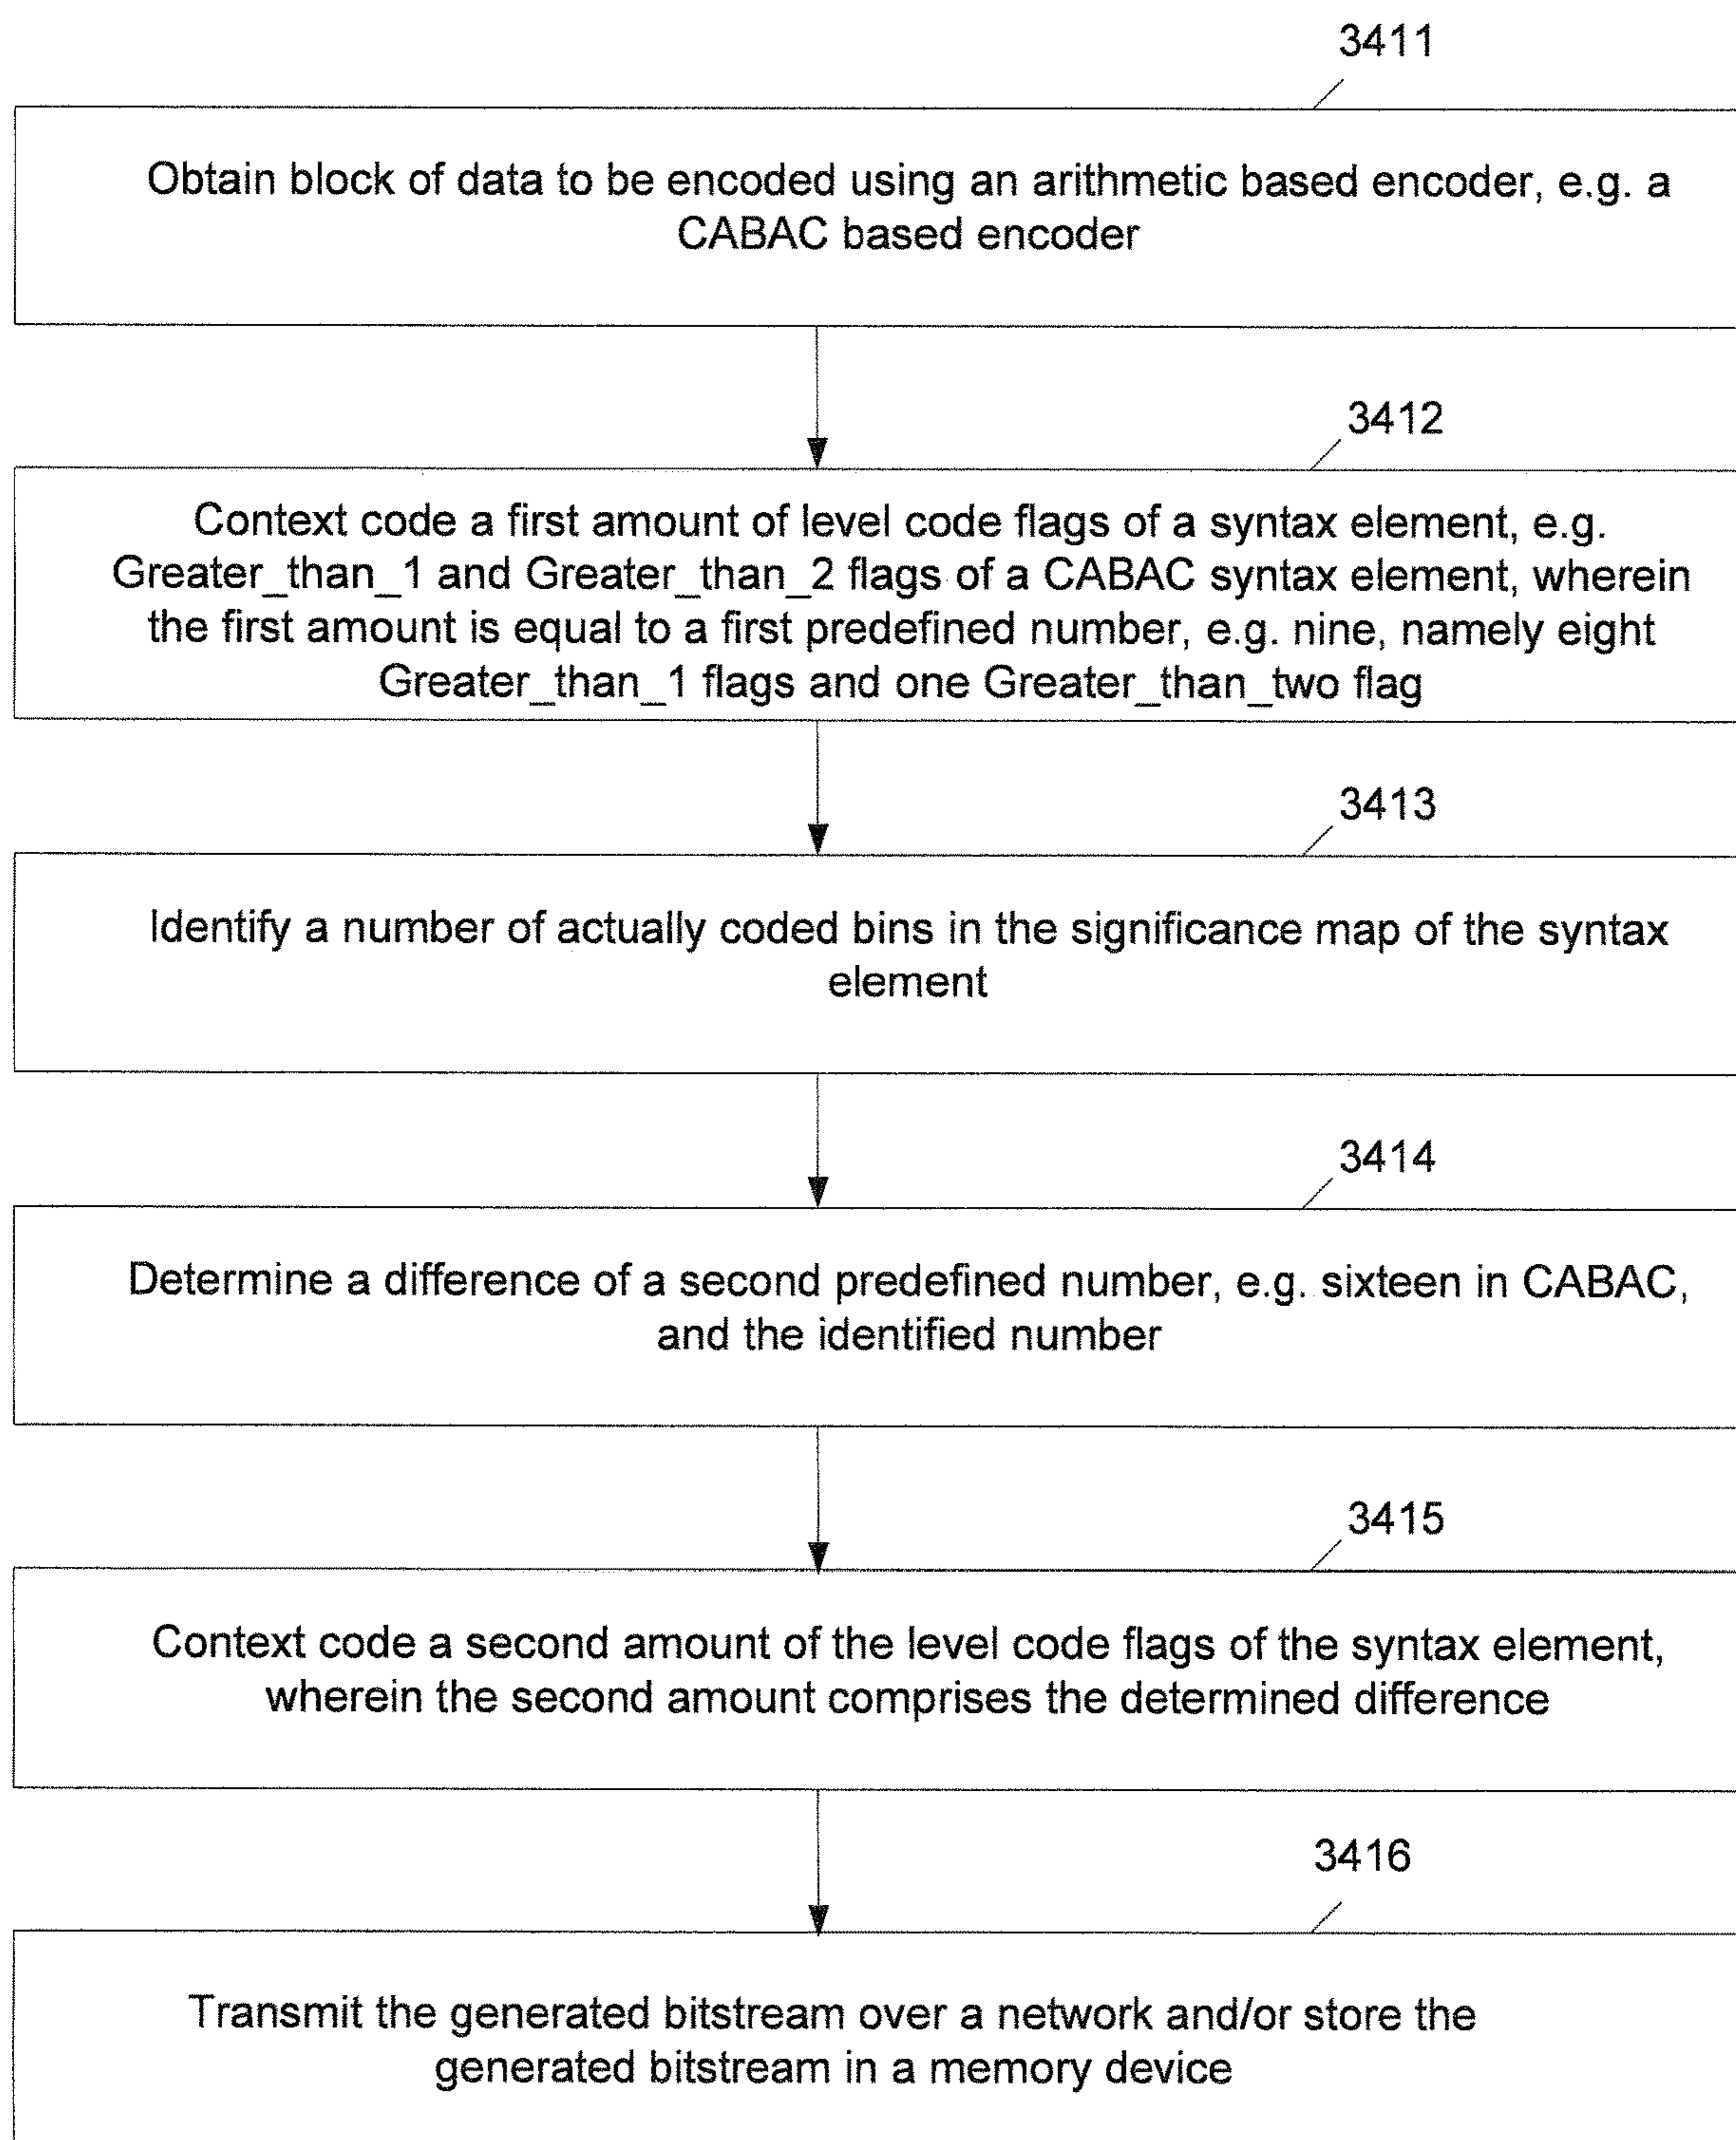 3411
Obtain block of data to be encoded using an arithmetic based encoder, e.g. a
CABAC based encoder
3412
Context code a first amount of level code flags of a syntax element, e.g.
Greater_than_1 and Greater_than_2 flags of a CABAC syntax element, wherein
the first amount is equal to a first predefined number, e.g. nine, namely eight
Greater_than_1 flags and one Greater_than_two flag
3413
Identify a number of actually coded bins in the significance map of the syntax
element
3414
Determine a difference of a second predefined number, e.g. sixteen in CABAC,
and the identified number
3415
Context code a second amount of the level code flags of the syntax element,
wherein the second amount comprises the determined difference
3416
Transmit the generated bitstream over a network and/or store the
generated bitstream in a memory device